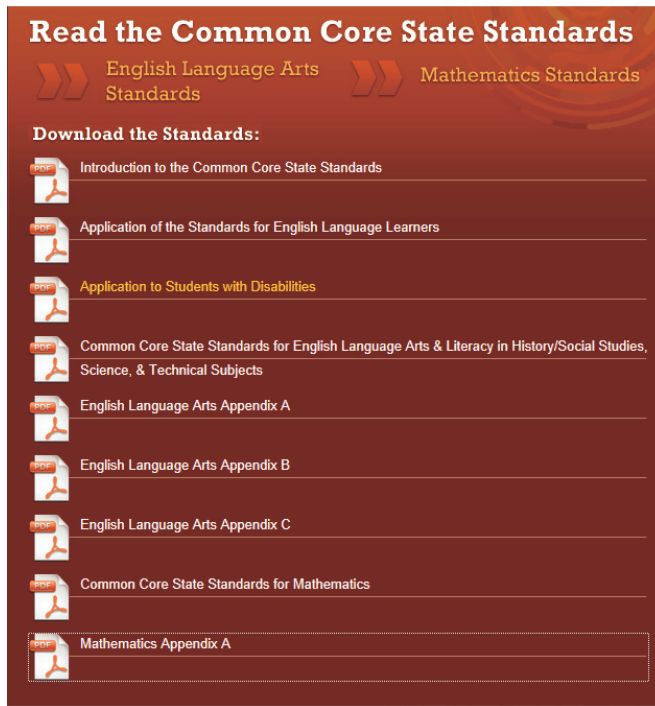 Read the Common Core State Standards
English Language Arts
Standards
Mathematics Standards
Download the Standards:
PDF Introduction to the Common Core State Standards
PDF Application of the Standards for English Language Learners
PDF Application to Students with Disabilities
PDF Common Core State Standards for English Language Arts & Literacy in History/Social Studies,
Science, & Technical Subjects
PDF English Language Arts Appendix A
PDF English Language Arts Appendix B
PDF English Language Arts Appendix C
PDF Common Core State Standards for Mathematics
PDF Mathematics Appendix A